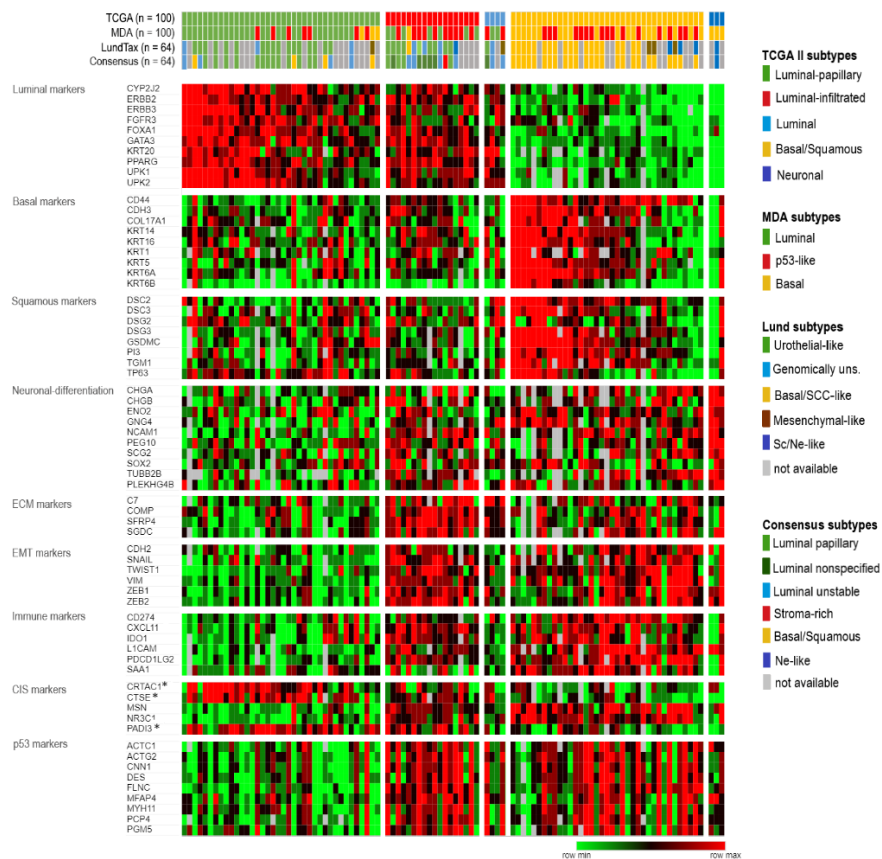 TCGA (n = 100)
MDA (n = 100)
LundTax (n = 64)
Consensus (n = 64)
Luminal markers
CYP2J2
ERBB2
ERBB3
FGFR3
FOXA1
GATA3
KRT20
PPARG
UPK1
UPK2
Basal markers
CD44
CDH3
COL17A1
KRT14
KRT16
KRT1
KRT5
KRT6A
KRT6B
Squamous markers
DSC2
DSC3
DSG2
DSG3
GSDMC
PI3
TGM1
TP63
Neuronal-differentiation
CHGA
CHGB
ENO2
GNG4
NCAM1
PEG10
SCG2
SOX2
TUBB2B
PLEKHG4B
ECM markers
C7
COMP
SFRP4
SGDC
EMT markers
CDH2
SNAIL
TWIST1
VIM
ZEB1
ZEB2
Immune markers
CD274
CXCL11
IDO1
L1CAM
PDCD1LG2
SAA1
CIS markers
CRTAC1*
CTSE *
MSN
NR3C1
PADI3 *
p53 markers
ACTC1
ACTG2
CNN1
DES
FLNC
MFAP4
MYH11
PCP4
PGM5
row min row max
TCGA II subtypes
Luminal-papillary
Luminal-infiltrated
Luminal
Basal/Squamous
Neuronal
MDA subtypes
Luminal
p53-like
Basal
Lund subtypes
Urothelial-like
Genomically uns.
Basal/SCC-like
Mesenchymal-like
Sc/Ne-like
not available
Consensus subtypes
Luminal papillary
Luminal nonspecified
Luminal unstable
Stroma-rich
Basal/Squamous
Ne-like
not available